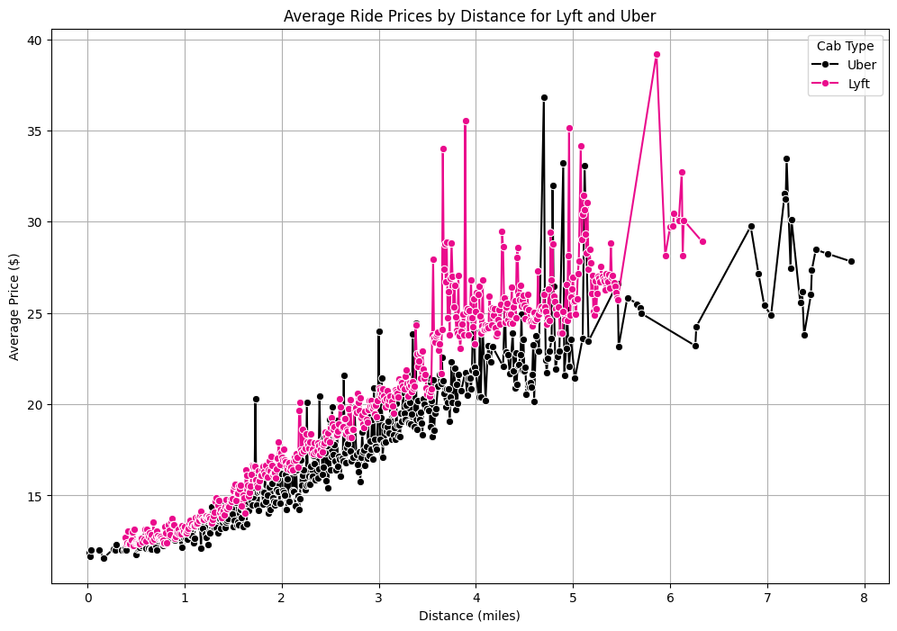 Average Ride Prices by Distance for Lyft and Uber
Cab Type
Uber
Lyft
Average Price ($)
40
35
30
25
20
15
0 1 2 3 4 5 6 7 8
Distance (miles)